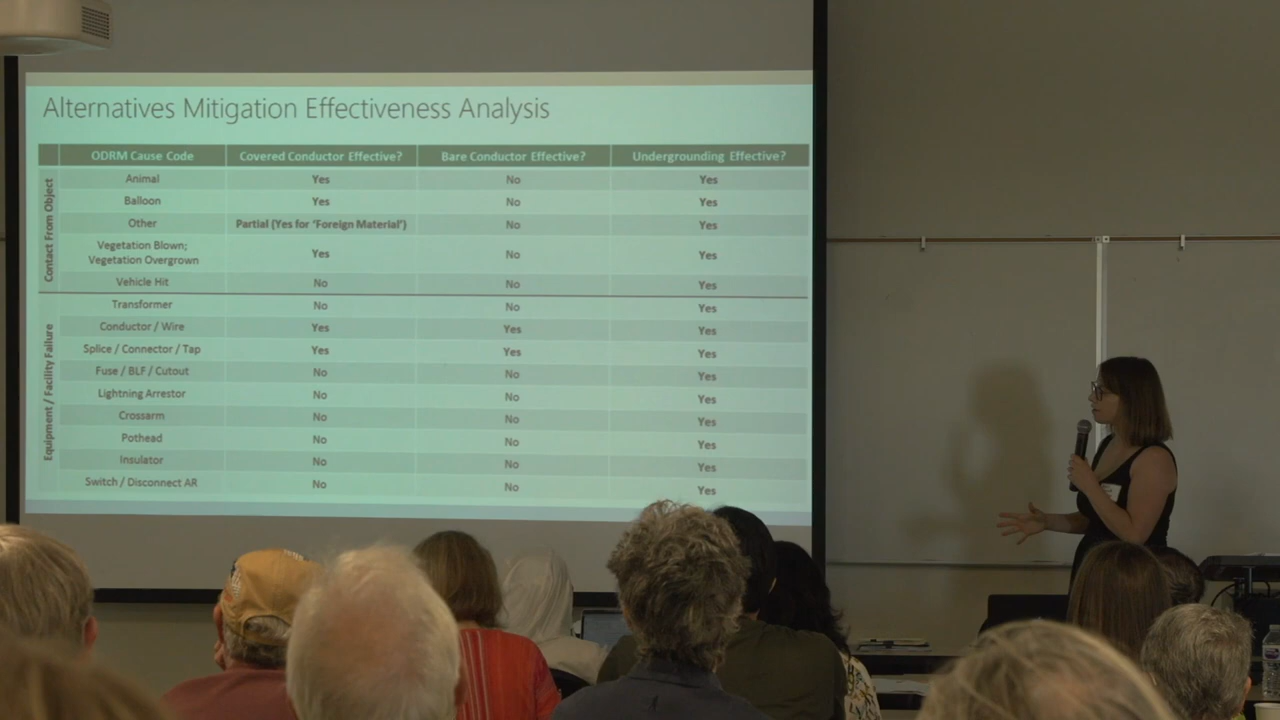 Alternatives Mitigation Effectiveness Analysis
ODRM Cause Code Covered Conductor Effective? Bare Conductor Effective? Undergrounding Effective?
Contact From Object
Animal Yes No Yes
Balloon Yes No Yes
Other Partial (Yes for 'Foreign Material') No Yes
Vegetation Blown;
Vegetation Overgrown Yes No Yes
Vehicle Hit No No Yes
Equipment / Facility Failure
Transformer No No Yes
Conductor / Wire Yes Yes Yes
Splice / Connector / Tap Yes Yes Yes
Fuse / BLF / Cutout No No Yes
Lightning Arrestor No No Yes
Crossarm No No Yes
Pothead No No Yes
Insulator No No Yes
Switch / Disconnect AR No No Yes